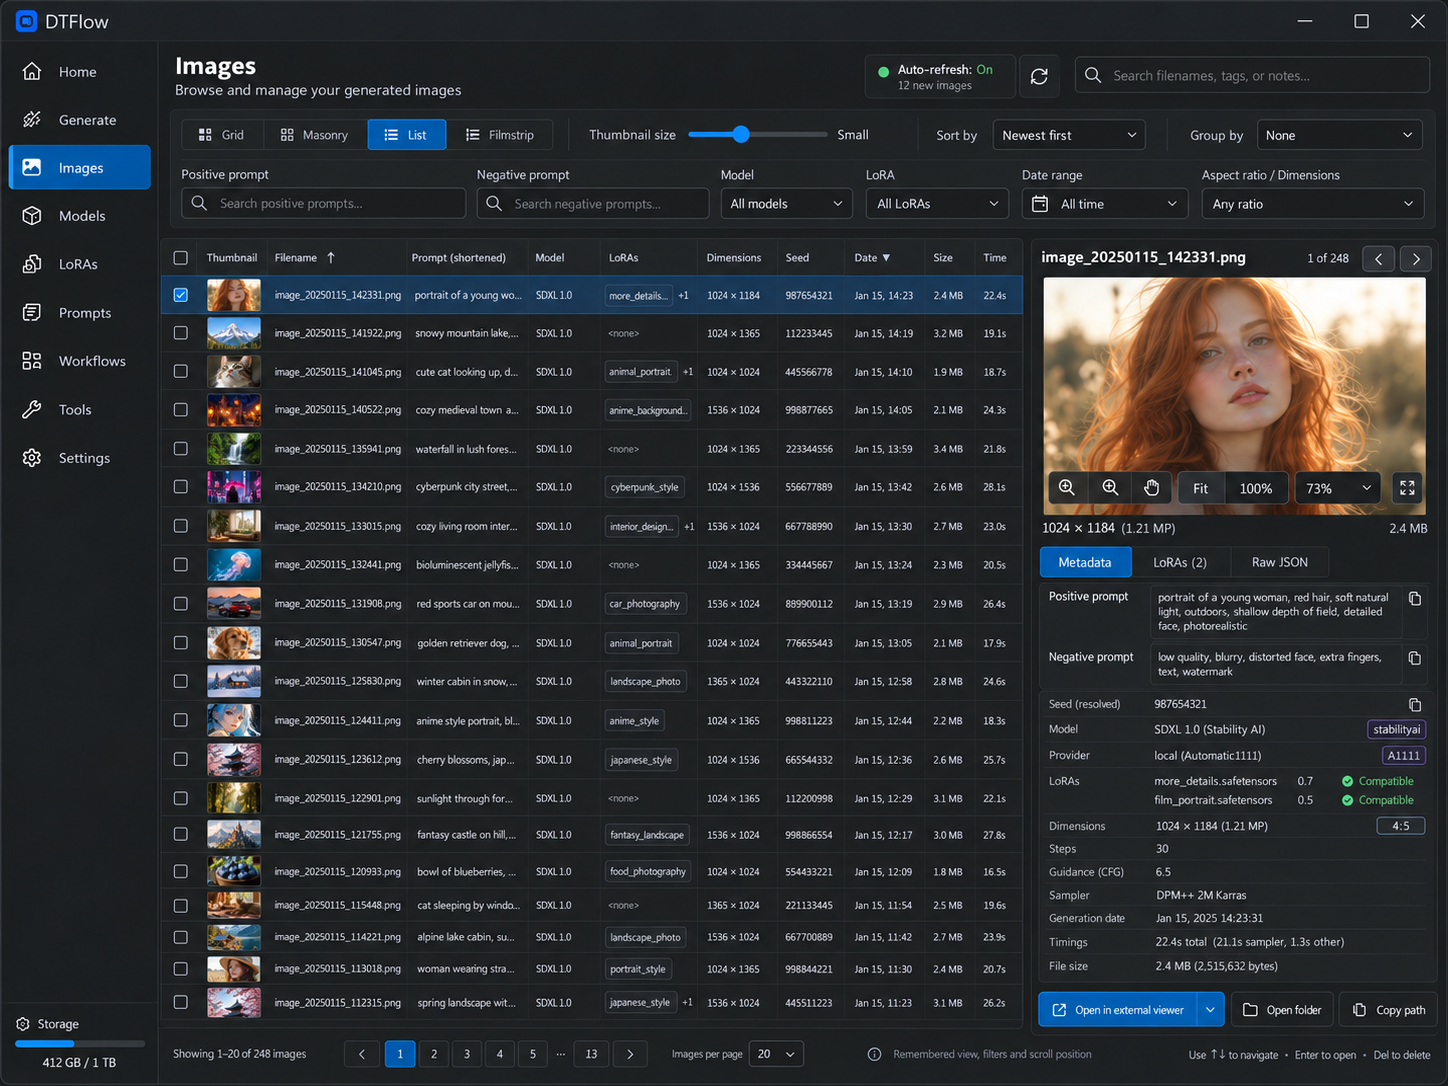 DTFlow
Home
Generate
Images
Models
LoRAs
Prompts
Workflows
Tools
Settings
Storage
412 GB / 1 TB
Images
Browse and manage your generated images
Auto-refresh: On
12 new images
Search filenames, tags, or notes...
Grid
Masonry
List
Filmstrip
Thumbnail size
Small
Sort by
Newest first
Group by
None
Positive prompt
Search positive prompts...
Negative prompt
Search negative prompts...
Model
All models
LoRA
All LoRAs
Date range
All time
Aspect ratio / Dimensions
Any ratio
Thumbnail Filename ↑ Prompt (shortened) Model LoRAs Dimensions Seed Date ▼ Size Time
image_20250115_142331.png portrait of a young wo... SDXL 1.0 more_details... +1 1024 × 1184 987654321 Jan 15, 14:23 2.4 MB 22.4s
image_20250115_141922.png snowy mountain lake,... SDXL 1.0 <none> 1024 × 1365 112233445 Jan 15, 14:19 3.2 MB 19.1s
image_20250115_141045.png cute cat looking up, d... SDXL 1.0 animal_portrait +1 1024 × 1024 445566778 Jan 15, 14:10 1.9 MB 18.7s
image_20250115_140522.png cozy medieval town a... SDXL 1.0 anime_background.. 1536 × 1024 998877665 Jan 15, 14:05 2.1 MB 24.3s
image_20250115_135941.png waterfall in lush fores... SDXL 1.0 <none> 1024 × 1365 223344556 Jan 15, 13:59 3.4 MB 21.8s
image_20250115_134210.png cyberpunk city street,... SDXL 1.0 cyberpunk_style 1024 × 1536 556677889 Jan 15, 13:42 2.6 MB 28.1s
image_20250115_133015.png cozy living room inter... SDXL 1.0 interior_design... +1 1536 × 1024 667788990 Jan 15, 13:30 2.7 MB 23.0s
image_20250115_132441.png bioluminescent jellyfis... SDXL 1.0 <none> 1024 × 1365 334445667 Jan 15, 13:24 2.3 MB 20.5s
image_20250115_131908.png red sports car on mou... SDXL 1.0 car_photography 1536 × 1024 889900112 Jan 15, 13:19 2.9 MB 26.4s
image_20250115_130547.png golden retriever dog, ... SDXL 1.0 animal_portrait 1024 × 1024 776655443 Jan 15, 13:05 2.1 MB 17.9s
image_20250115_125830.png winter cabin in snow,... SDXL 1.0 landscape_photo 1365 × 1024 443322110 Jan 15, 12:58 2.8 MB 24.6s
image_20250115_124411.png anime style portrait, bl... SDXL 1.0 anime_style 1024 × 1365 998811223 Jan 15, 12:44 2.2 MB 18.3s
image_20250115_123612.png cherry blossoms, jap... SDXL 1.0 japanese_style 1024 × 1365 665544332 Jan 15, 12:36 2.6 MB 25.7s
image_20250115_122901.png sunlight through for... SDXL 1.0 <none> 1024 × 1365 112200998 Jan 15, 12:29 3.1 MB 22.1s
image_20250115_121755.png fantasy castle on hill,... SDXL 1.0 fantasy_landscape 1536 × 1024 998866554 Jan 15, 12:17 3.0 MB 27.8s
image_20250115_120933.png bowl of blueberries, ... SDXL 1.0 food_photography 1024 × 1024 554433221 Jan 15, 12:09 1.8 MB 16.5s
image_20250115_115448.png cat sleeping by windo... SDXL 1.0 <none> 1365 × 1024 221133445 Jan 15, 11:54 2.5 MB 19.6s
image_20250115_114221.png alpine lake cabin, su... SDXL 1.0 landscape_photo 1536 × 1024 667700889 Jan 15, 11:42 2.7 MB 23.9s
image_20250115_113018.png woman wearing stra... SDXL 1.0 portrait_style 1024 × 1365 998844221 Jan 15, 11:30 2.4 MB 20.7s
image_20250115_112315.png spring landscape wit... SDXL 1.0 japanese_style +1 1024 × 1365 445511223 Jan 15, 11:23 3.1 MB 26.2s
Showing 1–20 of 248 images
1 2 3 4 5 ... 13
Images per page 20
Remembered view, filters and scroll position
image_20250115_142331.png
1 of 248
Fit 100% 73%
1024 × 1184 (1.21 MP) 2.4 MB
Metadata LoRAs (2) Raw JSON
Positive prompt
portrait of a young woman, red hair, soft natural
light, outdoors, shallow depth of field, detailed
face, photorealistic
Negative prompt
low quality, blurry, distorted face, extra fingers,
text, watermark
Seed (resolved) 987654321
Model SDXL 1.0 (Stability AI) stabilityai
Provider local (Automatic1111) A1111
LoRAs more_details.safetensors 0.7 Compatible
film_portrait.safetensors 0.5 Compatible
Dimensions 1024 × 1184 (1.21 MP) 4:5
Steps 30
Guidance (CFG) 6.5
Sampler DPM++ 2M Karras
Generation date Jan 15, 2025 14:23:31
Timings 22.4s total (21.1s sampler, 1.3s other)
File size 2.4 MB (2,515,632 bytes)
Open in external viewer
Open folder
Copy path
Use ↑↓ to navigate • Enter to open • Del to delete